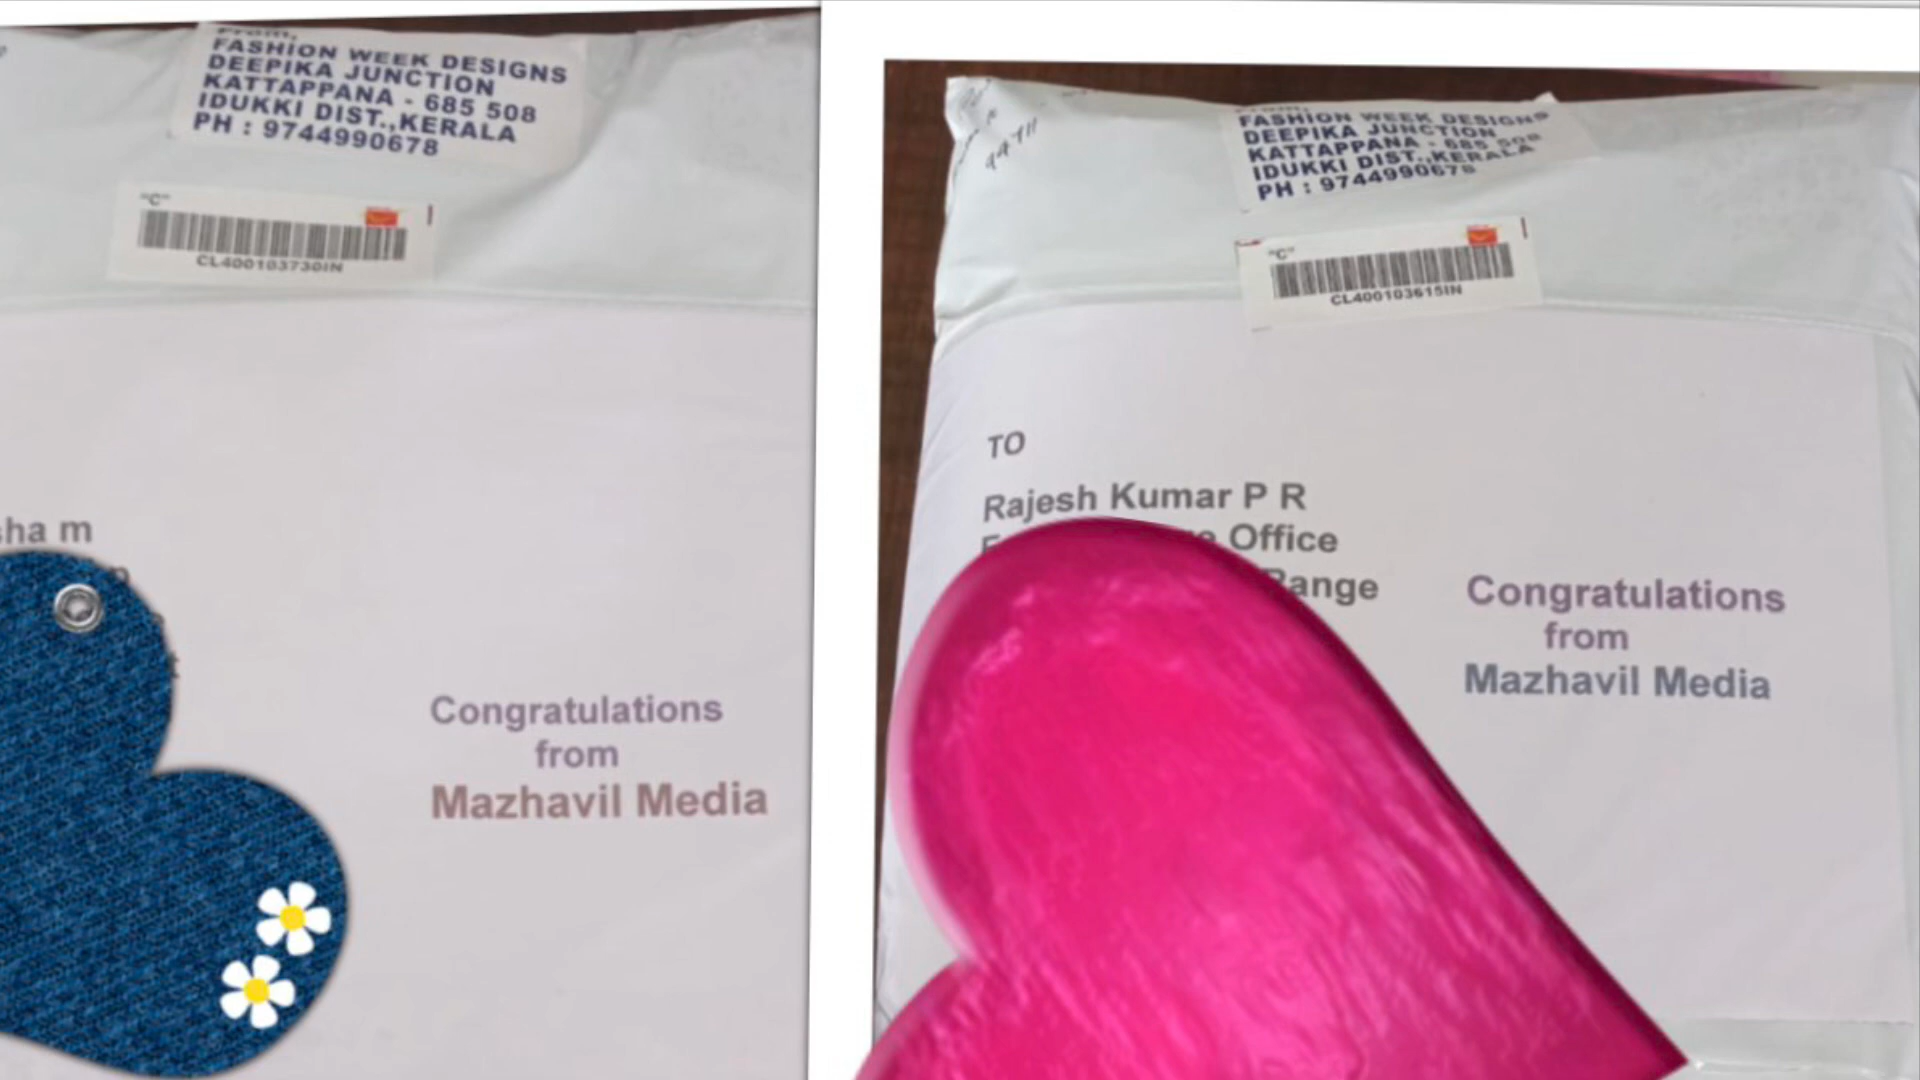 From,
FASHION WEEK DESIGNS
DEEPIKA JUNCTION
KATTAPPANA - 685 508
IDUKKI DIST.,KERALA
PH : 9744990678
"C"
CL400103730IN
sha m
Congratulations
from
Mazhavil Media
FASHION WEEK DESIGNS
DEEPIKA JUNCTION
KATTAPPANA - 685 508
IDUKKI DIST.,KERALA
PH : 9744990678
"C"
CL400103615IN
TO
Rajesh Kumar P R
Office
Range
Congratulations
from
Mazhavil Media